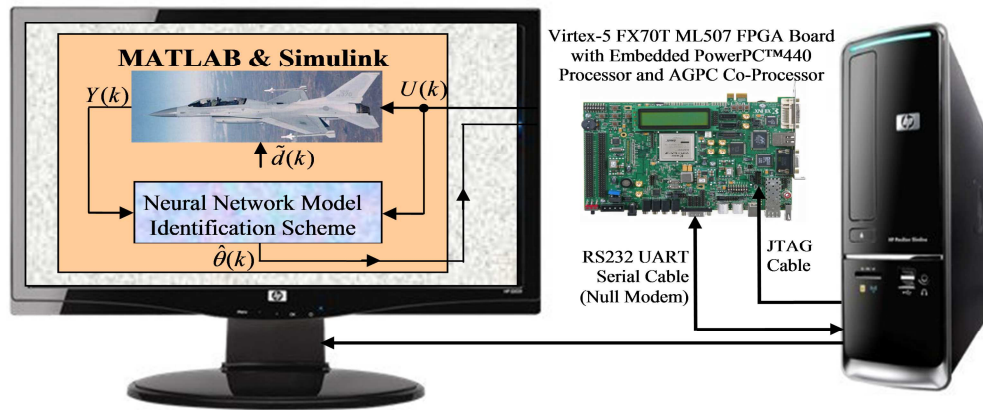 MATLAB & Simulink
Y(k)
U(k)
d̃(k)
Neural Network Model
Identification Scheme
θ̂(k)
Virtex-5 FX70T ML507 FPGA Board
with Embedded PowerPC™440
Processor and AGPC Co-Processor
RS232 UART
Serial Cable
(Null Modem)
JTAG
Cable
hp
hp